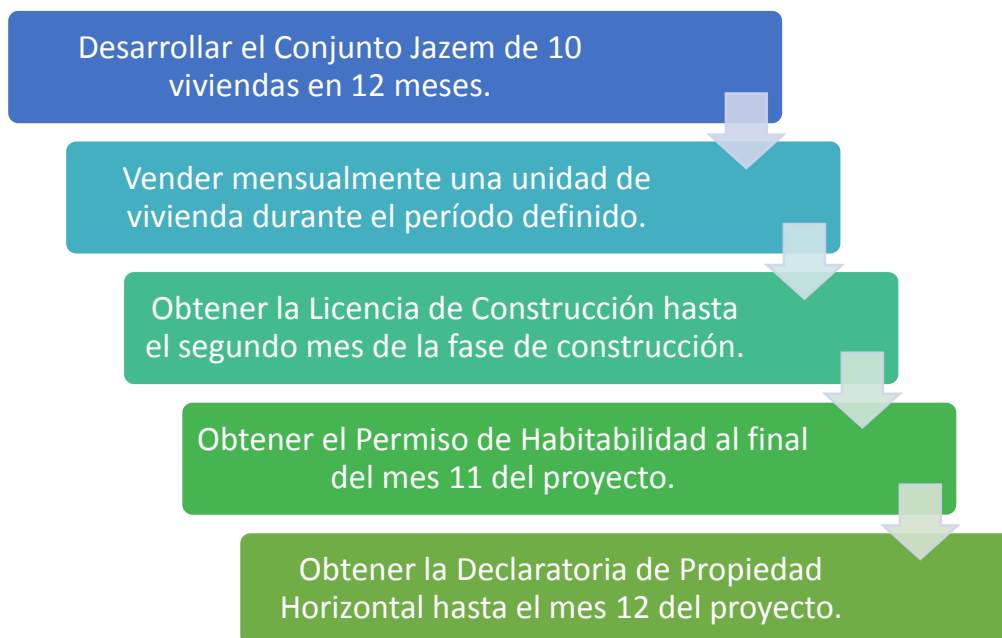 Desarrollar el Conjunto Jazem de 10
viviendas en 12 meses.
Vender mensualmente una unidad de
vivienda durante el período definido.
Obtener la Licencia de Construcción hasta
el segundo mes de la fase de construcción.
Obtener el Permiso de Habitabilidad al final
del mes 11 del proyecto.
Obtener la Declaratoria de Propiedad
Horizontal hasta el mes 12 del proyecto.